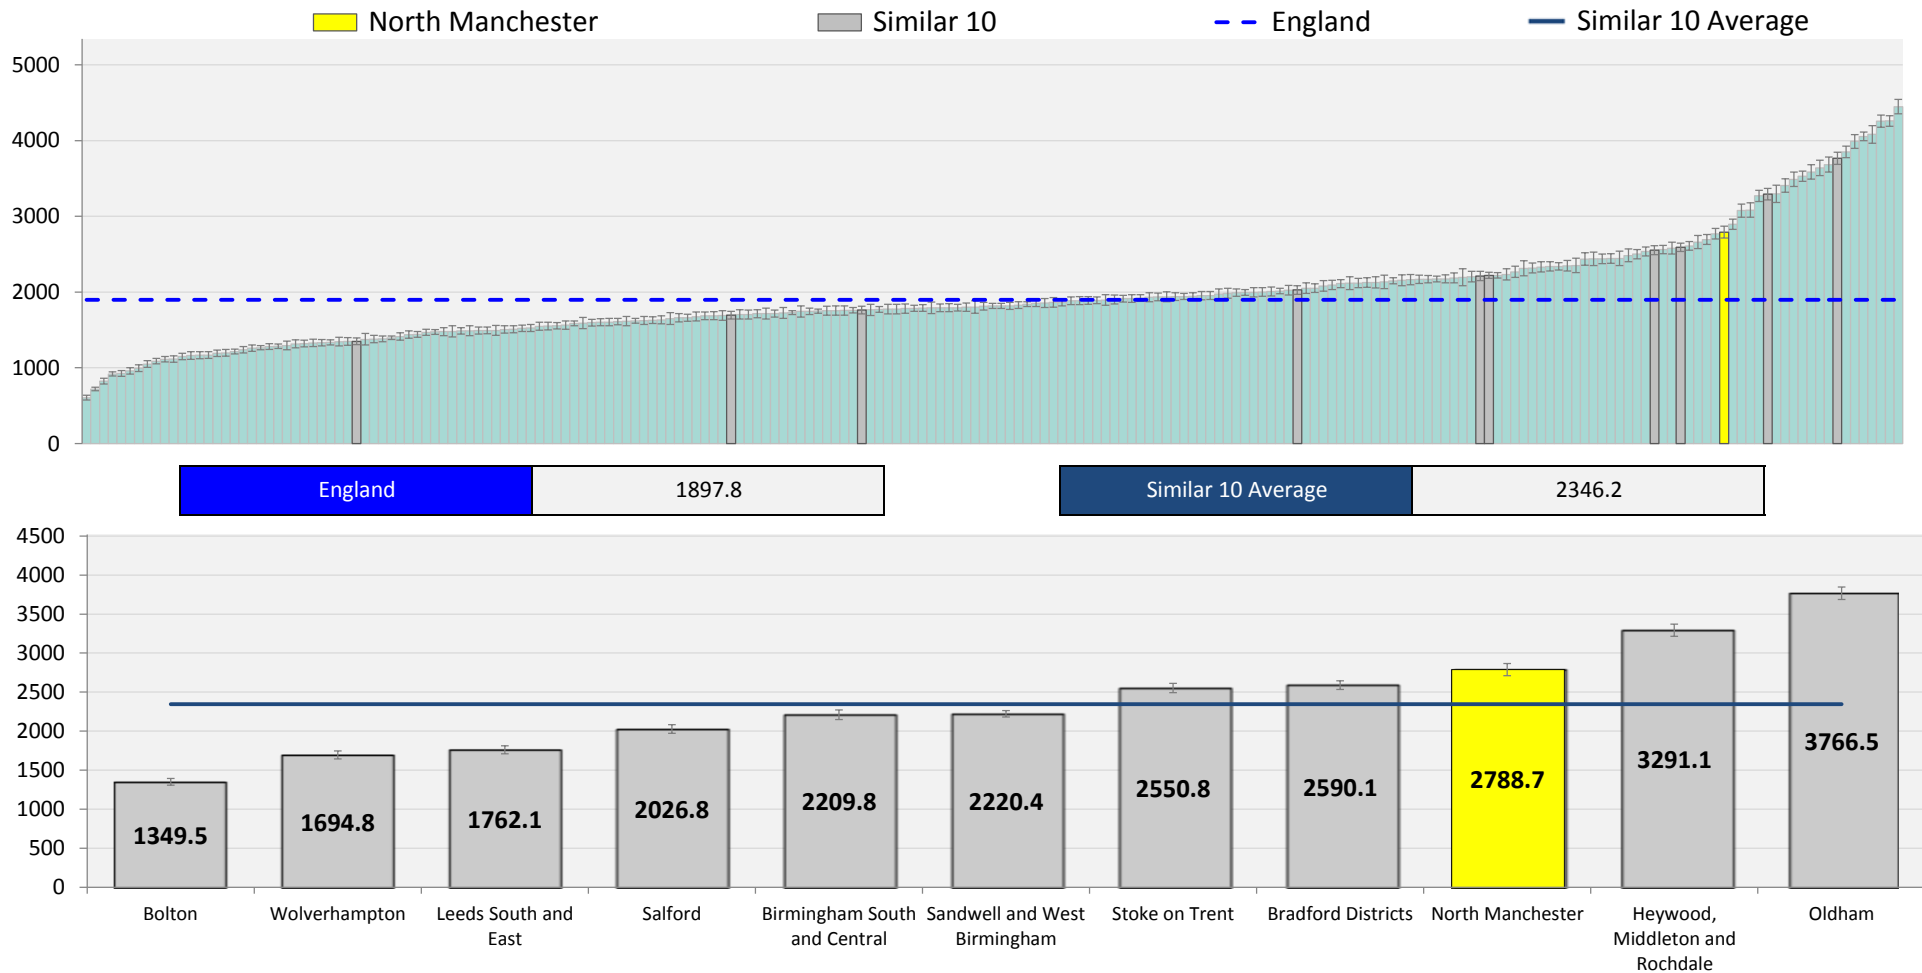 North Manchester
Similar 10
England
Similar 10 Average
5000
4000
3000
2000
1000
0
England
1897.8
Similar 10 Average
2346.2
4500
4000
3500
3000
2500
2000
1500
1000
500
0
1349.5
1694.8
1762.1
2026.8
2209.8
2220.4
2550.8
2590.1
2788.7
3291.1
3766.5
Bolton
Wolverhampton
Leeds South and
East
Salford
Birmingham South
and Central
Sandwell and West
Birmingham
Stoke on Trent
Bradford Districts
North Manchester
Heywood,
Middleton and
Rochdale
Oldham